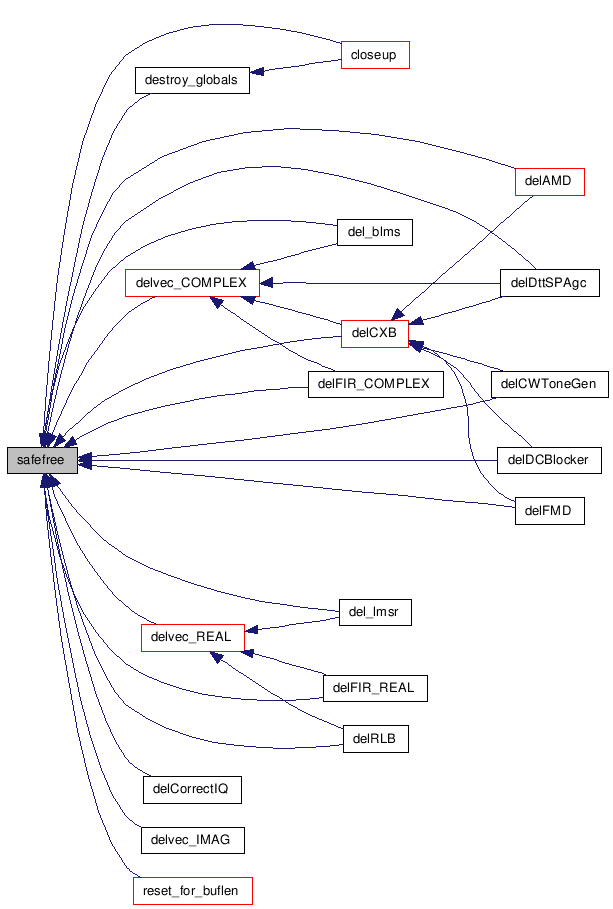 closeup
destroy_globals
delAMD
del_blms
delvec_COMPLEX
delDttSPAgc
delCXB
delFIR_COMPLEX
delCWToneGen
safefree
delDCBlocker
delFMD
del_lmsr
delvec_REAL
delFIR_REAL
delRLB
delCorrectIQ
delvec_IMAG
reset_for_buflen